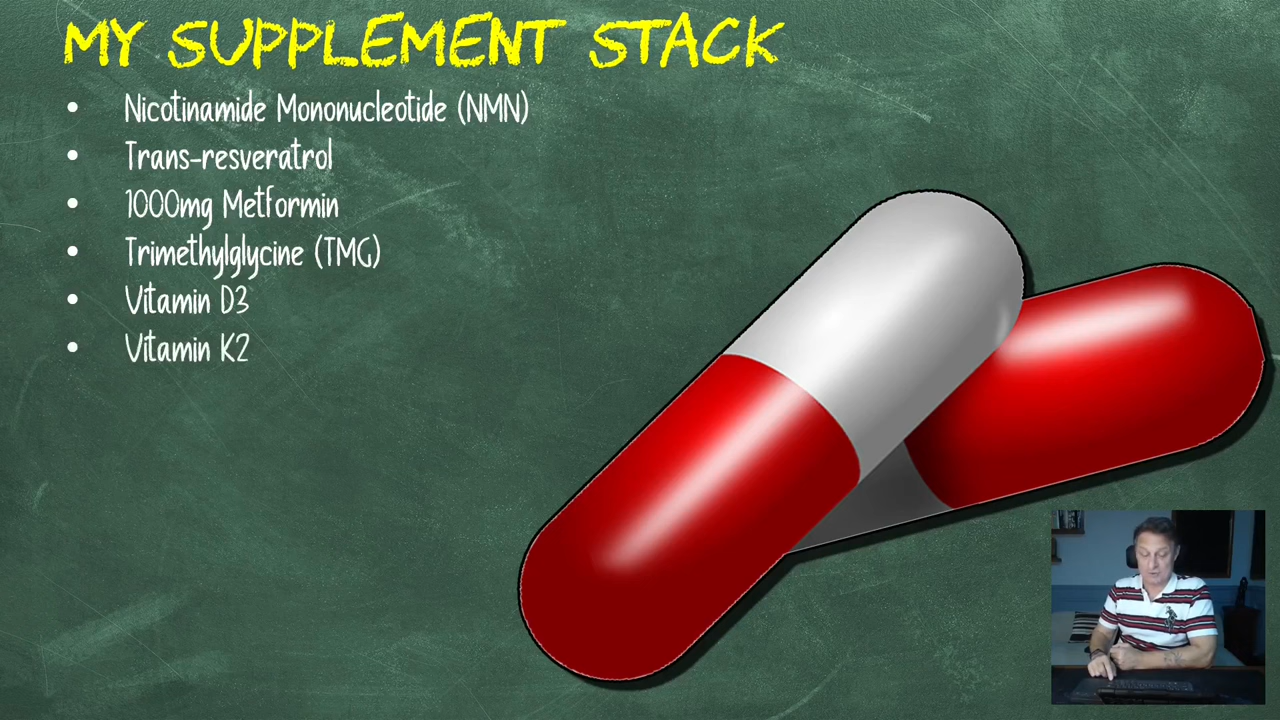 MY SUPPLEMENT STACK
• Nicotinamide Mononucleotide (NMN)
• Trans-resveratrol
• 1000mg Metformin
• Trimethylglycine (TMG)
• Vitamin D3
• Vitamin K2